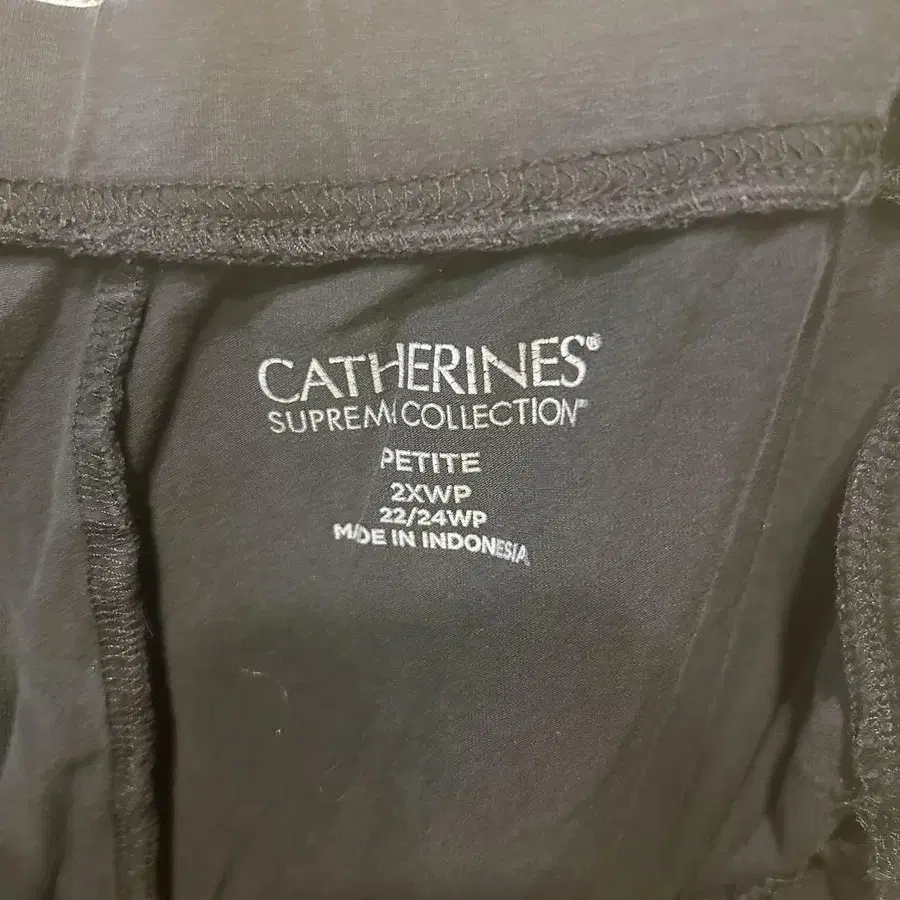 CATHERINES®
SUPREMA COLLECTION™
PETITE
2XWP
22/24WP
MADE IN INDONESIA